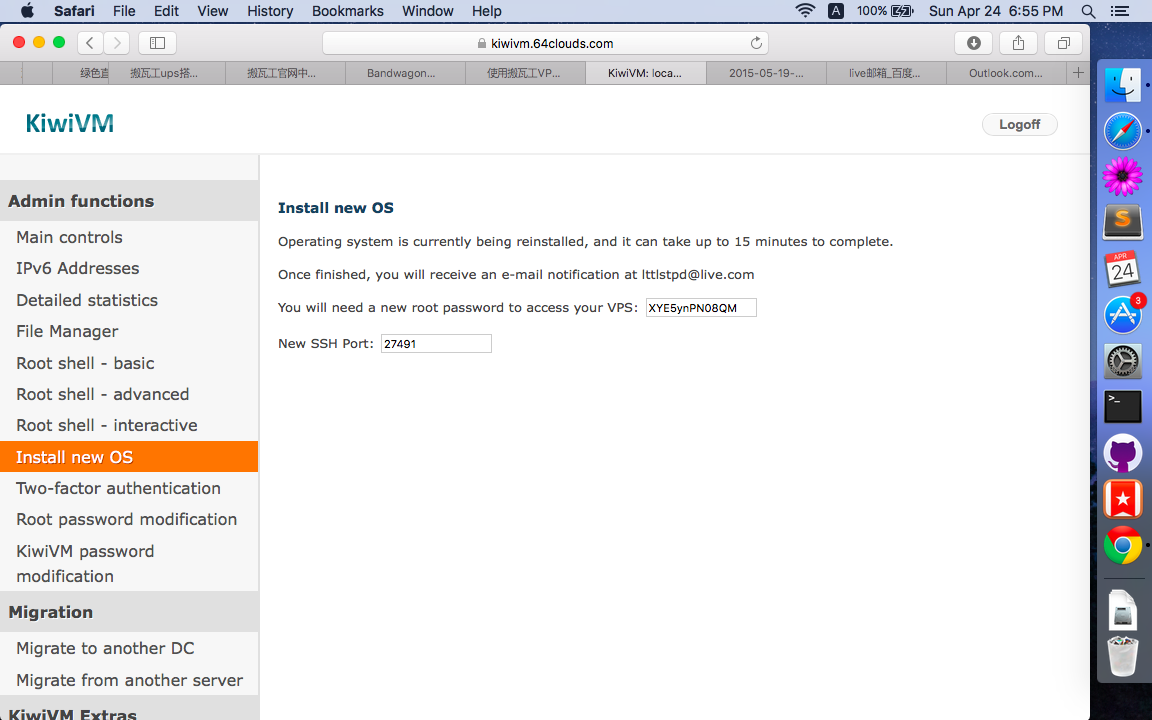 Safari File Edit View History Bookmarks Window Help A 100% Sun Apr 24 6:55 PM
kiwivm.64clouds.com
绿色直 搬瓦工ups搭... 搬瓦工官网中... Bandwagon... 使用搬瓦工VP... KiwiVM: loca... 2015-05-19-... live邮箱_百度... Outlook.com...
KiwiVM
Logoff
Admin functions
Main controls
IPv6 Addresses
Detailed statistics
File Manager
Root shell - basic
Root shell - advanced
Root shell - interactive
Install new OS
Two-factor authentication
Root password modification
KiwiVM password
modification
Migration
Migrate to another DC
Migrate from another server
KiwiVM Extras
Install new OS
Operating system is currently being reinstalled, and it can take up to 15 minutes to complete.
Once finished, you will receive an e-mail notification at lttlstpd@live.com
You will need a new root password to access your VPS: XYE5ynPN08QM
New SSH Port: 27491
S
APR
24
3
>_